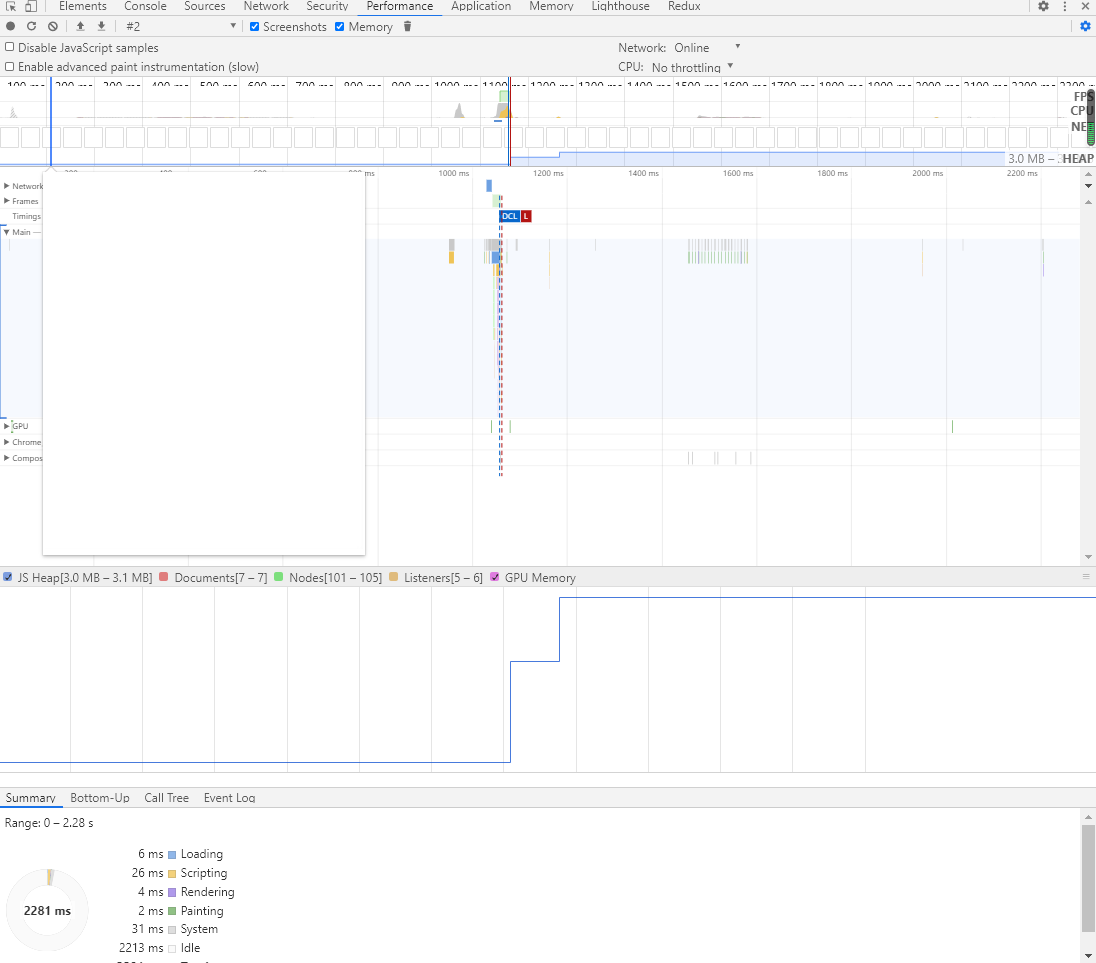 Elements Console Sources Network Security Performance Application Memory Lighthouse Redux
#2 Screenshots Memory
Disable JavaScript samples Network: Online
Enable advanced paint instrumentation (slow) CPU: No throttling
100 ms 200 ms 300 ms 400 ms 500 ms 600 ms 700 ms 800 ms 900 ms 1000 ms 1100 ms 1200 ms 1300 ms 1400 ms 1500 ms 1600 ms 1700 ms 1800 ms 1900 ms 2000 ms 2100 ms 2200 ms
FPS
CPU
NET
3.0 MB – HEAP
1000 ms 1200 ms 1400 ms 1600 ms 1800 ms 2000 ms 2200 ms
Network
Frames
Timings DCL L
Main —
GPU
Chrome
Compos
JS Heap[3.0 MB – 3.1 MB] Documents[7 – 7] Nodes[101 – 105] Listeners[5 – 6] GPU Memory
Summary Bottom-Up Call Tree Event Log
Range: 0 – 2.28 s
6 ms Loading
26 ms Scripting
4 ms Rendering
2281 ms
2 ms Painting
31 ms System
2213 ms Idle